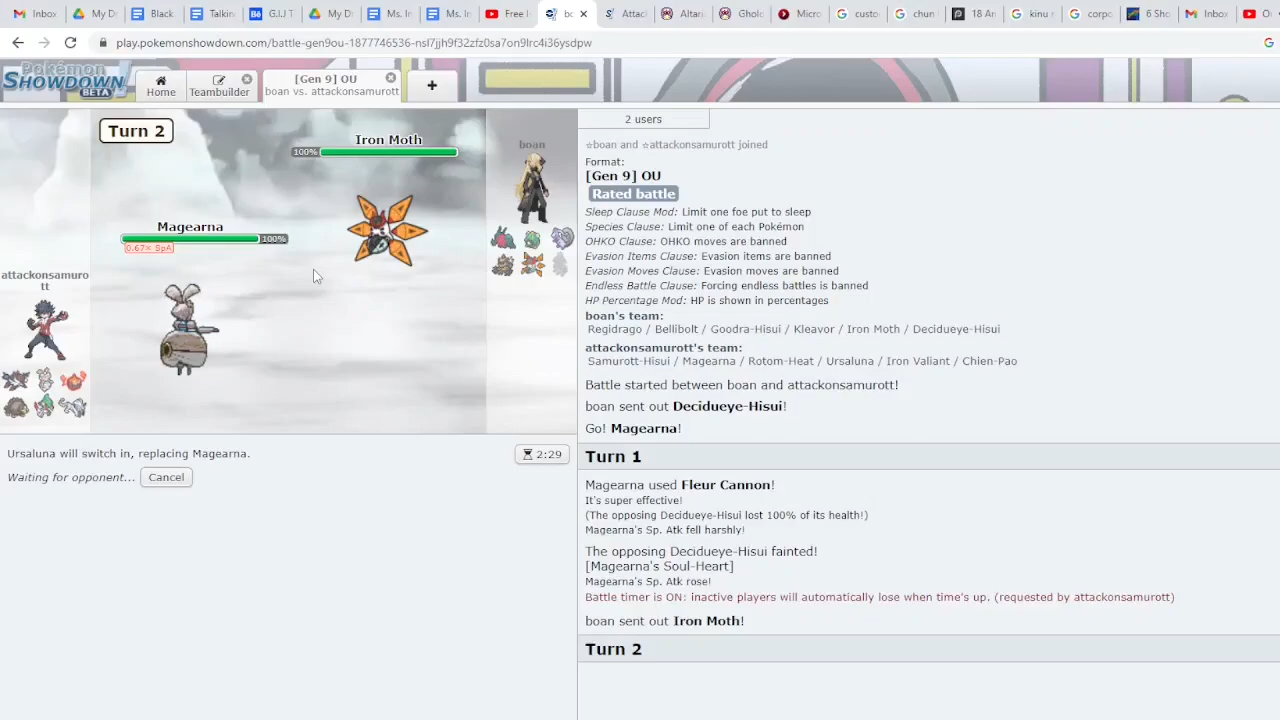 Inbox
My Dr
Black
Talkin
G.I.J T
My D
Ms. In
Ms. In
Free I
bo
Attack
Altar
Gholc
Micro
custo
chun
18 An
kinu
corpo
6 Sho
Inbox
play.pokemonshowdown.com/battle-gen9ou-1877746536-nsl7jjh9f32zfz0sa7on9lrc4i36ysdpw
Pokémon
SHOWDOWN!
BETA
Home
Teambuilder
[Gen 9] OU
boan vs. attackonsamurott
+
Turn 2
Iron Moth
100%
Magearna
100%
0.67× SpA
attackonsamuro
tt
boan
Ursaluna will switch in, replacing Magearna.
2:29
Waiting for opponent... Cancel
2 users
☆boan and ☆attackonsamurott joined
Format:
[Gen 9] OU
Rated battle
Sleep Clause Mod: Limit one foe put to sleep
Species Clause: Limit one of each Pokémon
OHKO Clause: OHKO moves are banned
Evasion Items Clause: Evasion items are banned
Evasion Moves Clause: Evasion moves are banned
Endless Battle Clause: Forcing endless battles is banned
HP Percentage Mod: HP is shown in percentages
boan's team:
Regidrago / Bellibolt / Goodra-Hisui / Kleavor / Iron Moth / Decidueye-Hisui
attackonsamurott's team:
Samurott-Hisui / Magearna / Rotom-Heat / Ursaluna / Iron Valiant / Chien-Pao
Battle started between boan and attackonsamurott!
boan sent out Decidueye-Hisui!
Go! Magearna!
Turn 1
Magearna used Fleur Cannon!
It's super effective!
(The opposing Decidueye-Hisui lost 100% of its health!)
Magearna's Sp. Atk fell harshly!
The opposing Decidueye-Hisui fainted!
[Magearna's Soul-Heart]
Magearna's Sp. Atk rose!
Battle timer is ON: inactive players will automatically lose when time's up. (requested by attackonsamurott)
boan sent out Iron Moth!
Turn 2